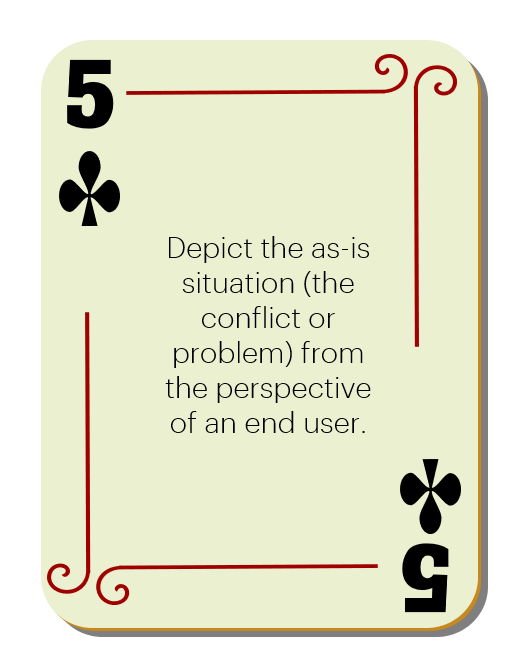 5
Depict the as-is
situation (the
conflict or
problem) from
the perspective
of an end user.
5